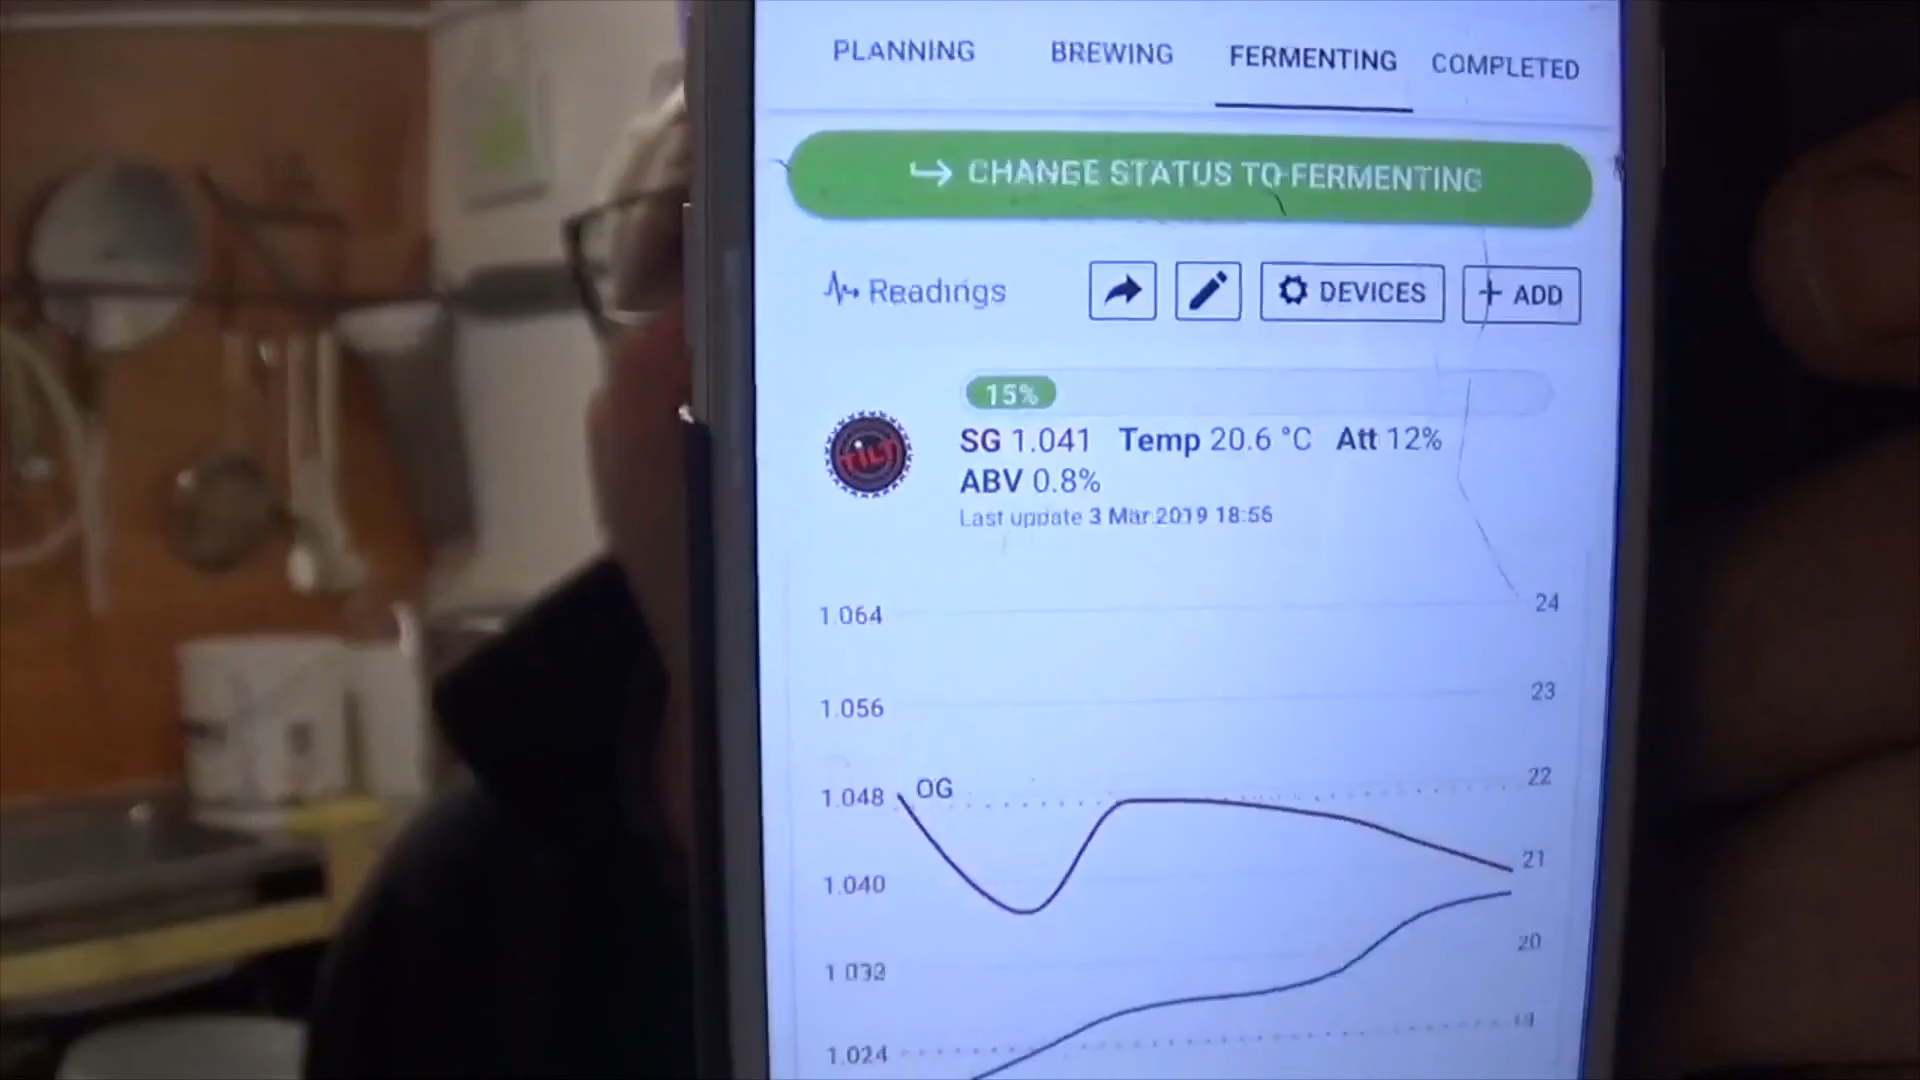 PLANNING BREWING FERMENTING COMPLETED
CHANGE STATUS TO FERMENTING
Readings DEVICES + ADD
15%
TILT
SG 1.041 Temp 20.6 °C Att 12%
ABV 0.8%
Last update 3 Mar 2019 18:56
1.064 24
1.056 23
1.048 OG 22
1.040 21
1.032 20
1.024 19